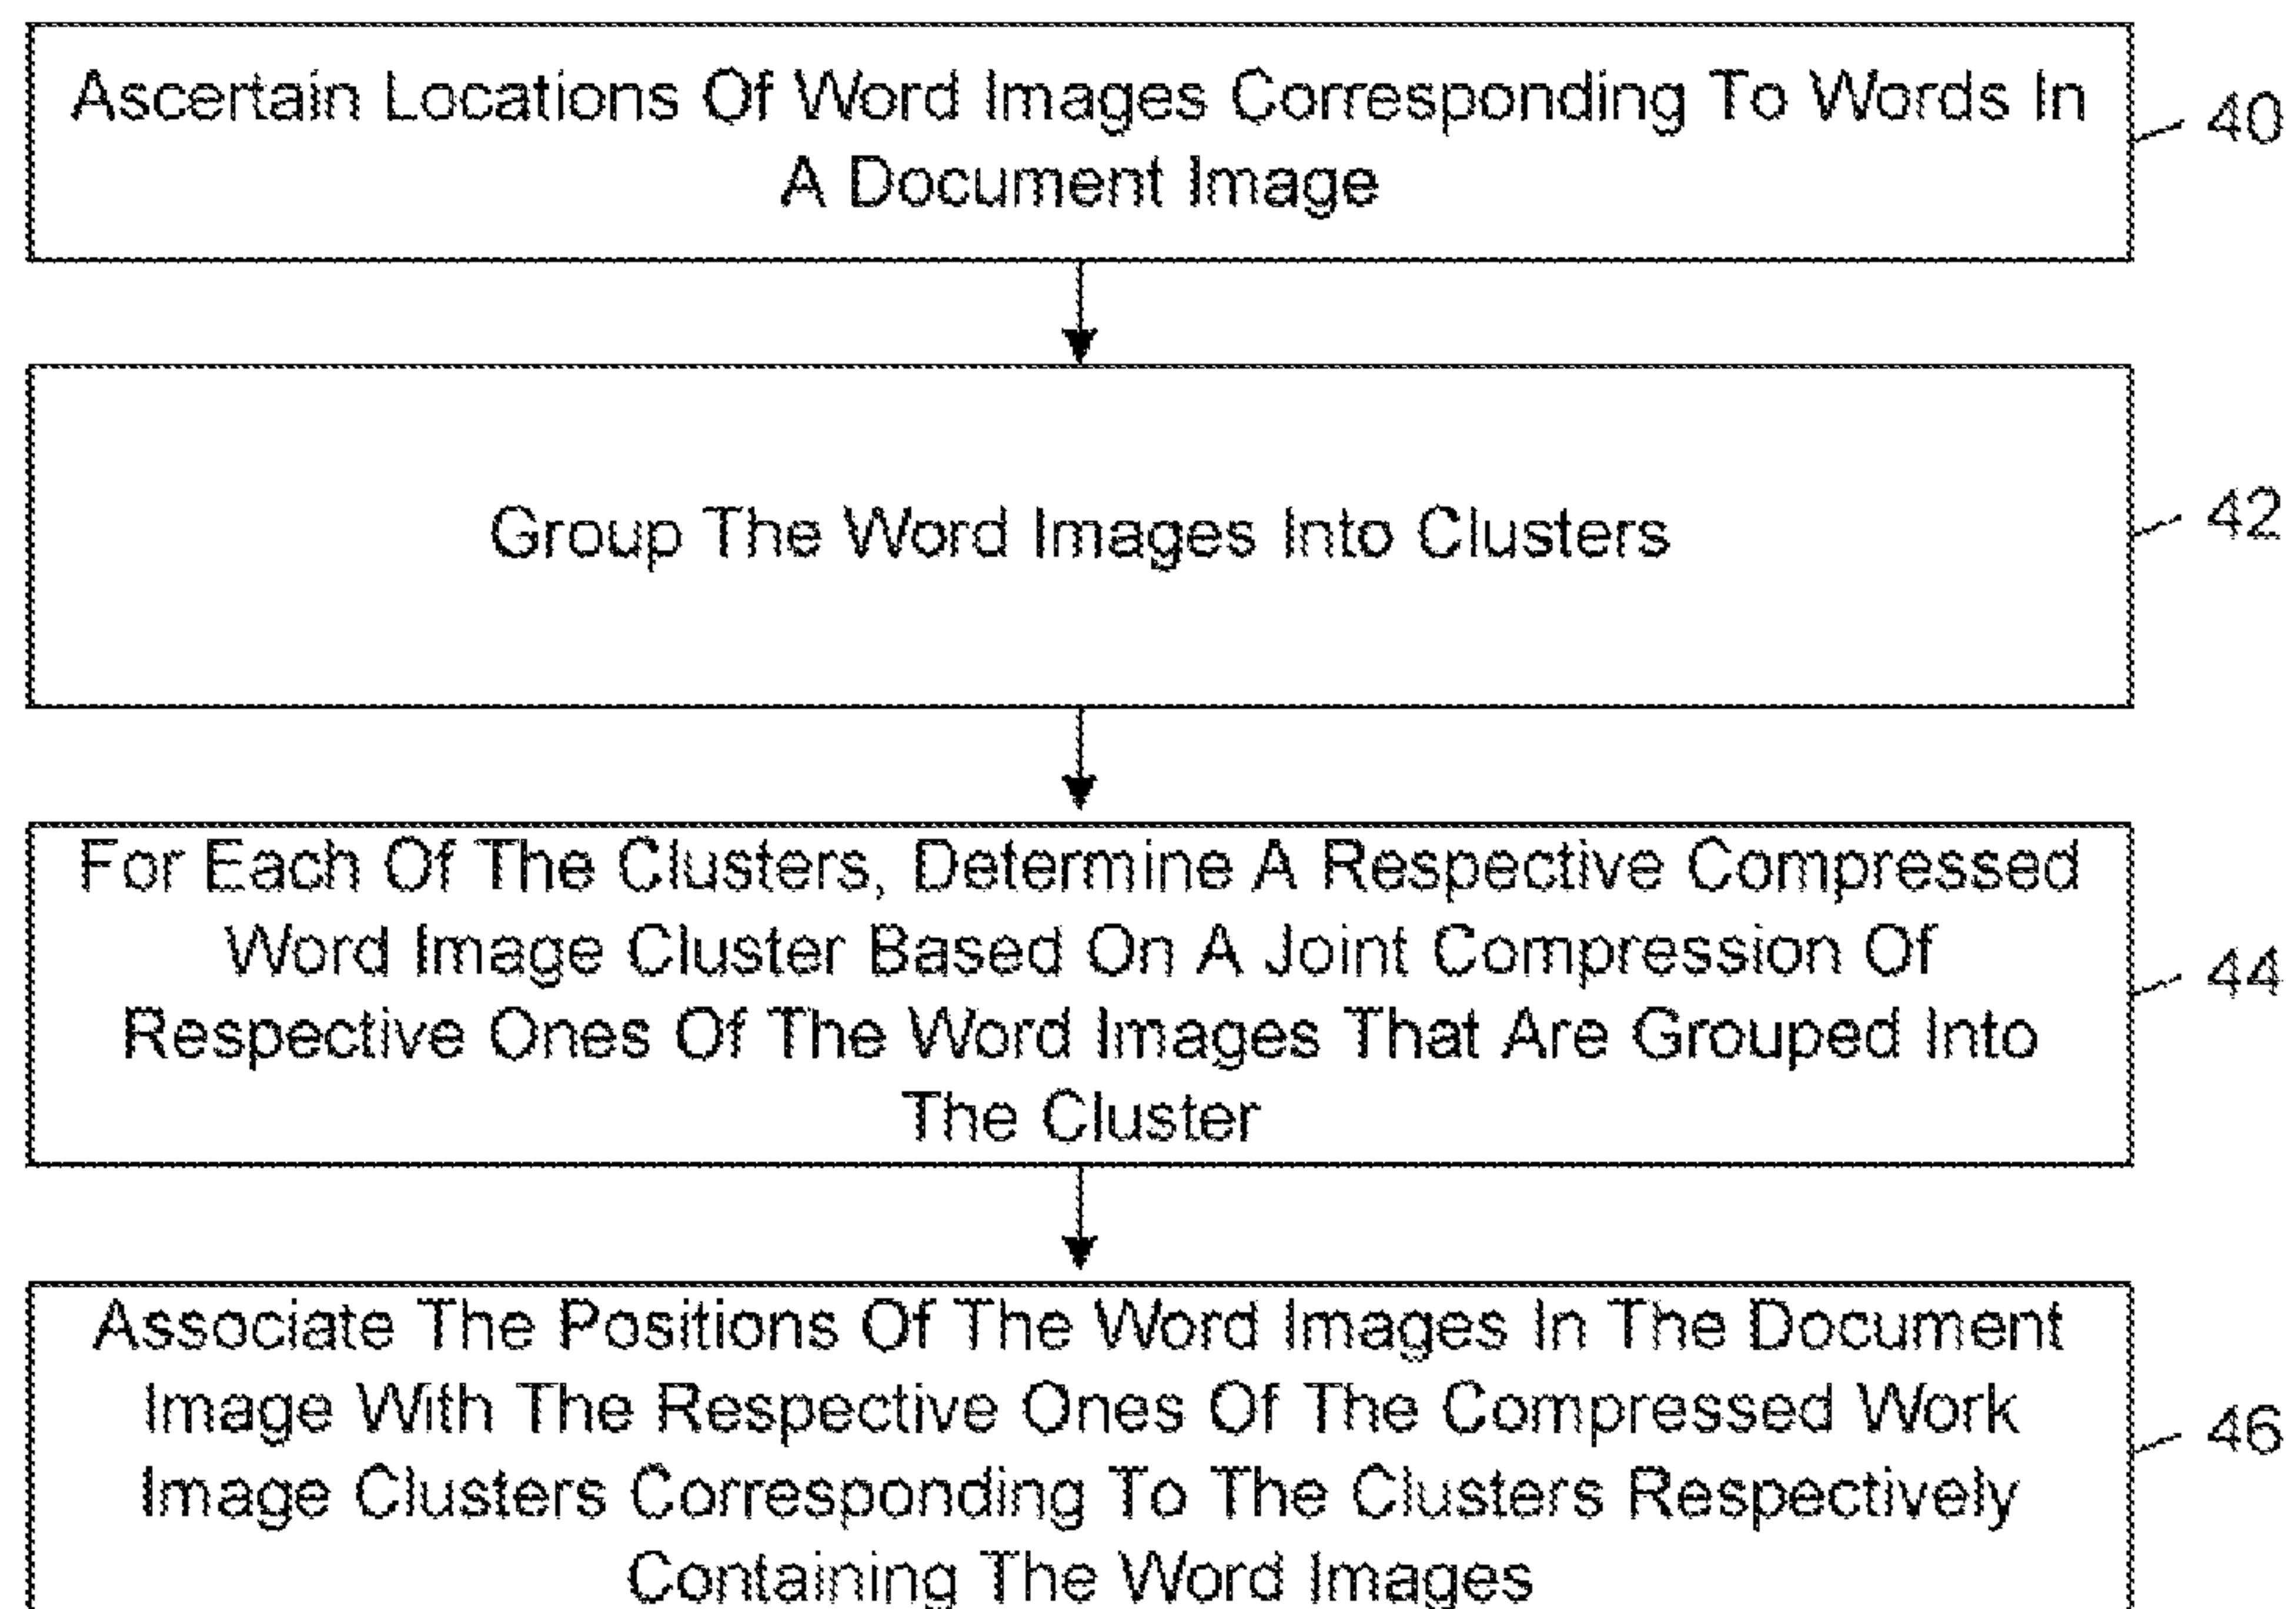 Ascertain Locations Of Word Images Corresponding To Words In
A Document Image
40
Group The Word Images Into Clusters
42
For Each Of The Clusters, Determine A Respective Compressed
Word Image Cluster Based On A Joint Compression Of
Respective Ones Of The Word Images That Are Grouped Into
The Cluster
44
Associate The Positions Of The Word Images In The Document
Image With The Respective Ones Of The Compressed Work
Image Clusters Corresponding To The Clusters Respectively
Containing The Word Images
46